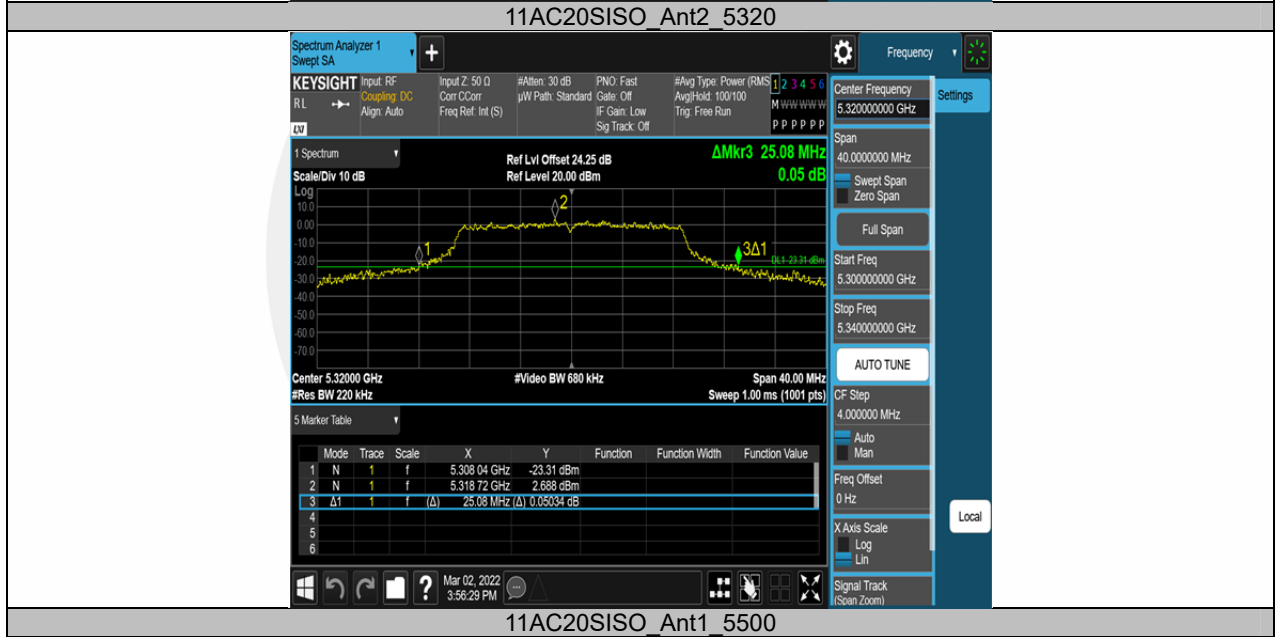 11AC20SISO_Ant2_5320
Spectrum Analyzer 1
Swept SA
+
Frequency
KEYSIGHT
RL
LXI
Input: RF
Coupling: DC
Align: Auto
Input Z: 50 Ω
Corr CCorr
Freq Ref: Int (S)
#Atten: 30 dB
µW Path: Standard
PNO: Fast
Gate: Off
IF Gain: Low
Sig Track: Off
#Avg Type: Power (RMS
Avg|Hold: 100/100
Trig: Free Run
1 2 3 4 5 6
M W W W W W
P P P P P P
Center Frequency
5.320000000 GHz
Settings
Span
40.0000000 MHz
Swept Span
Zero Span
Full Span
Start Freq
5.300000000 GHz
Stop Freq
5.340000000 GHz
AUTO TUNE
CF Step
4.000000 MHz
Auto
Man
Freq Offset
0 Hz
X Axis Scale
Log
Lin
Signal Track
(Span Zoom)
Local
1 Spectrum
Scale/Div 10 dB
Ref Lvl Offset 24.25 dB
Ref Level 20.00 dBm
ΔMkr3 25.08 MHz
0.05 dB
Log
10.0
0.00
-10.0
-20.0
-30.0
-40.0
-50.0
-60.0
-70.0
1
2
3Δ1
DL1 -23.31 dBm
Center 5.32000 GHz
#Res BW 220 kHz
#Video BW 680 kHz
Span 40.00 MHz
Sweep 1.00 ms (1001 pts)
5 Marker Table
Mode Trace Scale X Y Function Function Width Function Value
1 N 1 f 5.308 04 GHz -23.31 dBm
2 N 1 f 5.318 72 GHz 2.688 dBm
3 Δ1 1 f (Δ) 25.08 MHz (Δ) 0.05034 dB
4
5
6
?
Mar 02, 2022
3:56:29 PM
11AC20SISO_Ant1_5500